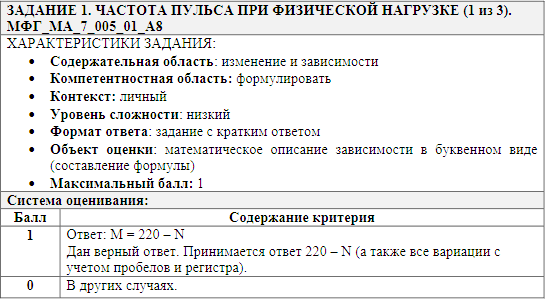 ЗАДАНИЕ 1. ЧАСТОТА ПУЛЬСА ПРИ ФИЗИЧЕСКОЙ НАГРУЗКЕ (1 из 3).
МФГ_МА_7_005_01_А8
ХАРАКТЕРИСТИКИ ЗАДАНИЯ:
• Содержательная область: изменение и зависимости
• Компетентностная область: формулировать
• Контекст: личный
• Уровень сложности: низкий
• Формат ответа: задание с кратким ответом
• Объект оценки: математическое описание зависимости в буквенном виде
(составление формулы)
• Максимальный балл: 1
Система оценивания:
Балл Содержание критерия
1 Ответ: M = 220 – N
Дан верный ответ. Принимается ответ 220 – N (а также все вариации с
учетом пробелов и регистра).
0 В других случаях.